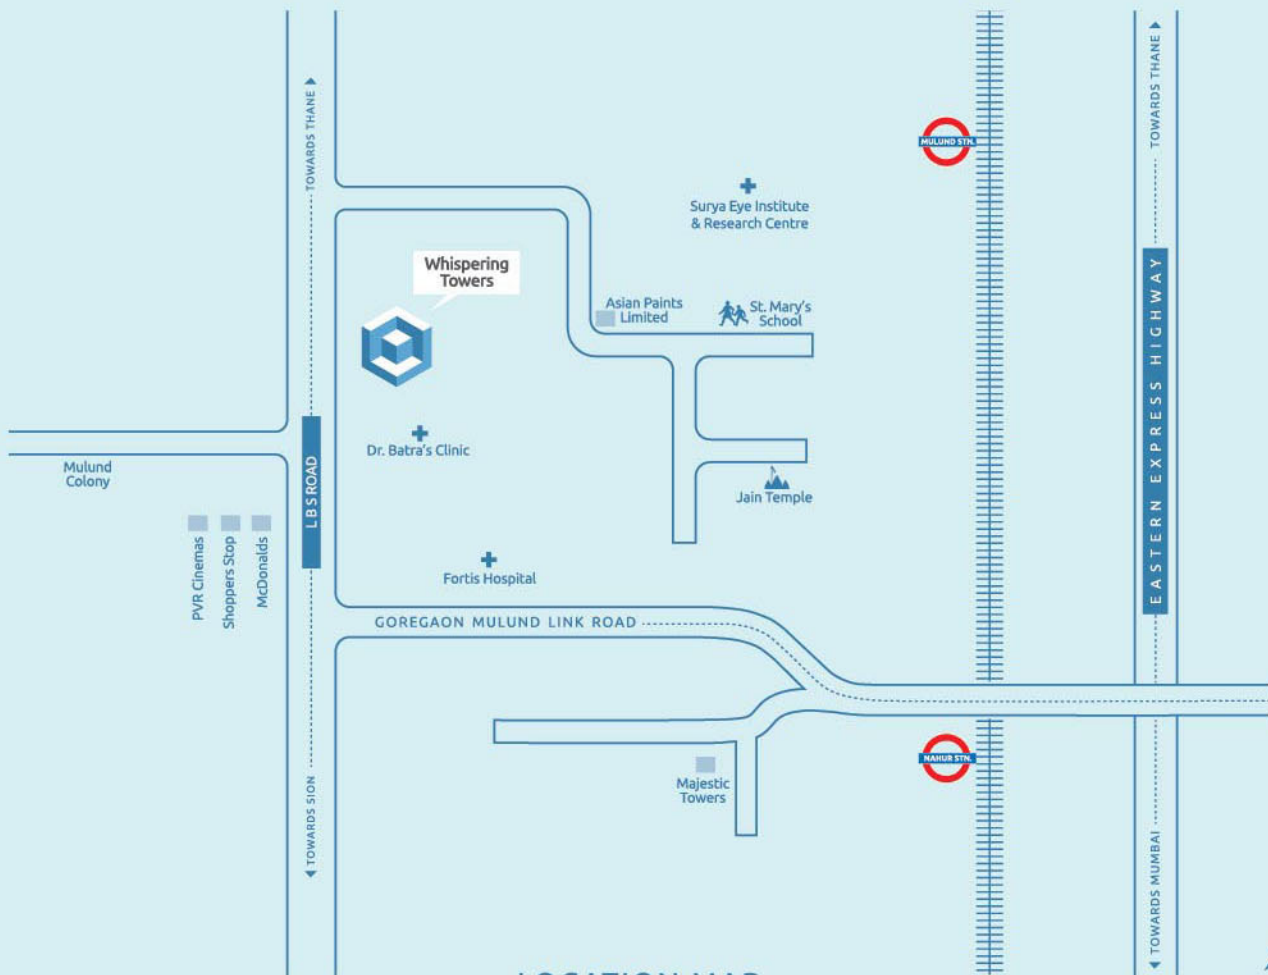 TOWARDS THANE
TOWARDS THANE
MULUND STN.
Surya Eye Institute
& Research Centre
Whispering
Towers
Asian Paints
Limited
St. Mary's
School
EASTERN EXPRESS HIGHWAY
Dr. Batra's Clinic
Mulund
Colony
L B S ROAD
Jain Temple
PVR Cinemas
Shoppers Stop
McDonalds
Fortis Hospital
GOREGAON MULUND LINK ROAD
NAHUR STN.
Majestic
Towers
TOWARDS SION
TOWARDS MUMBAI
LOCATION MAP